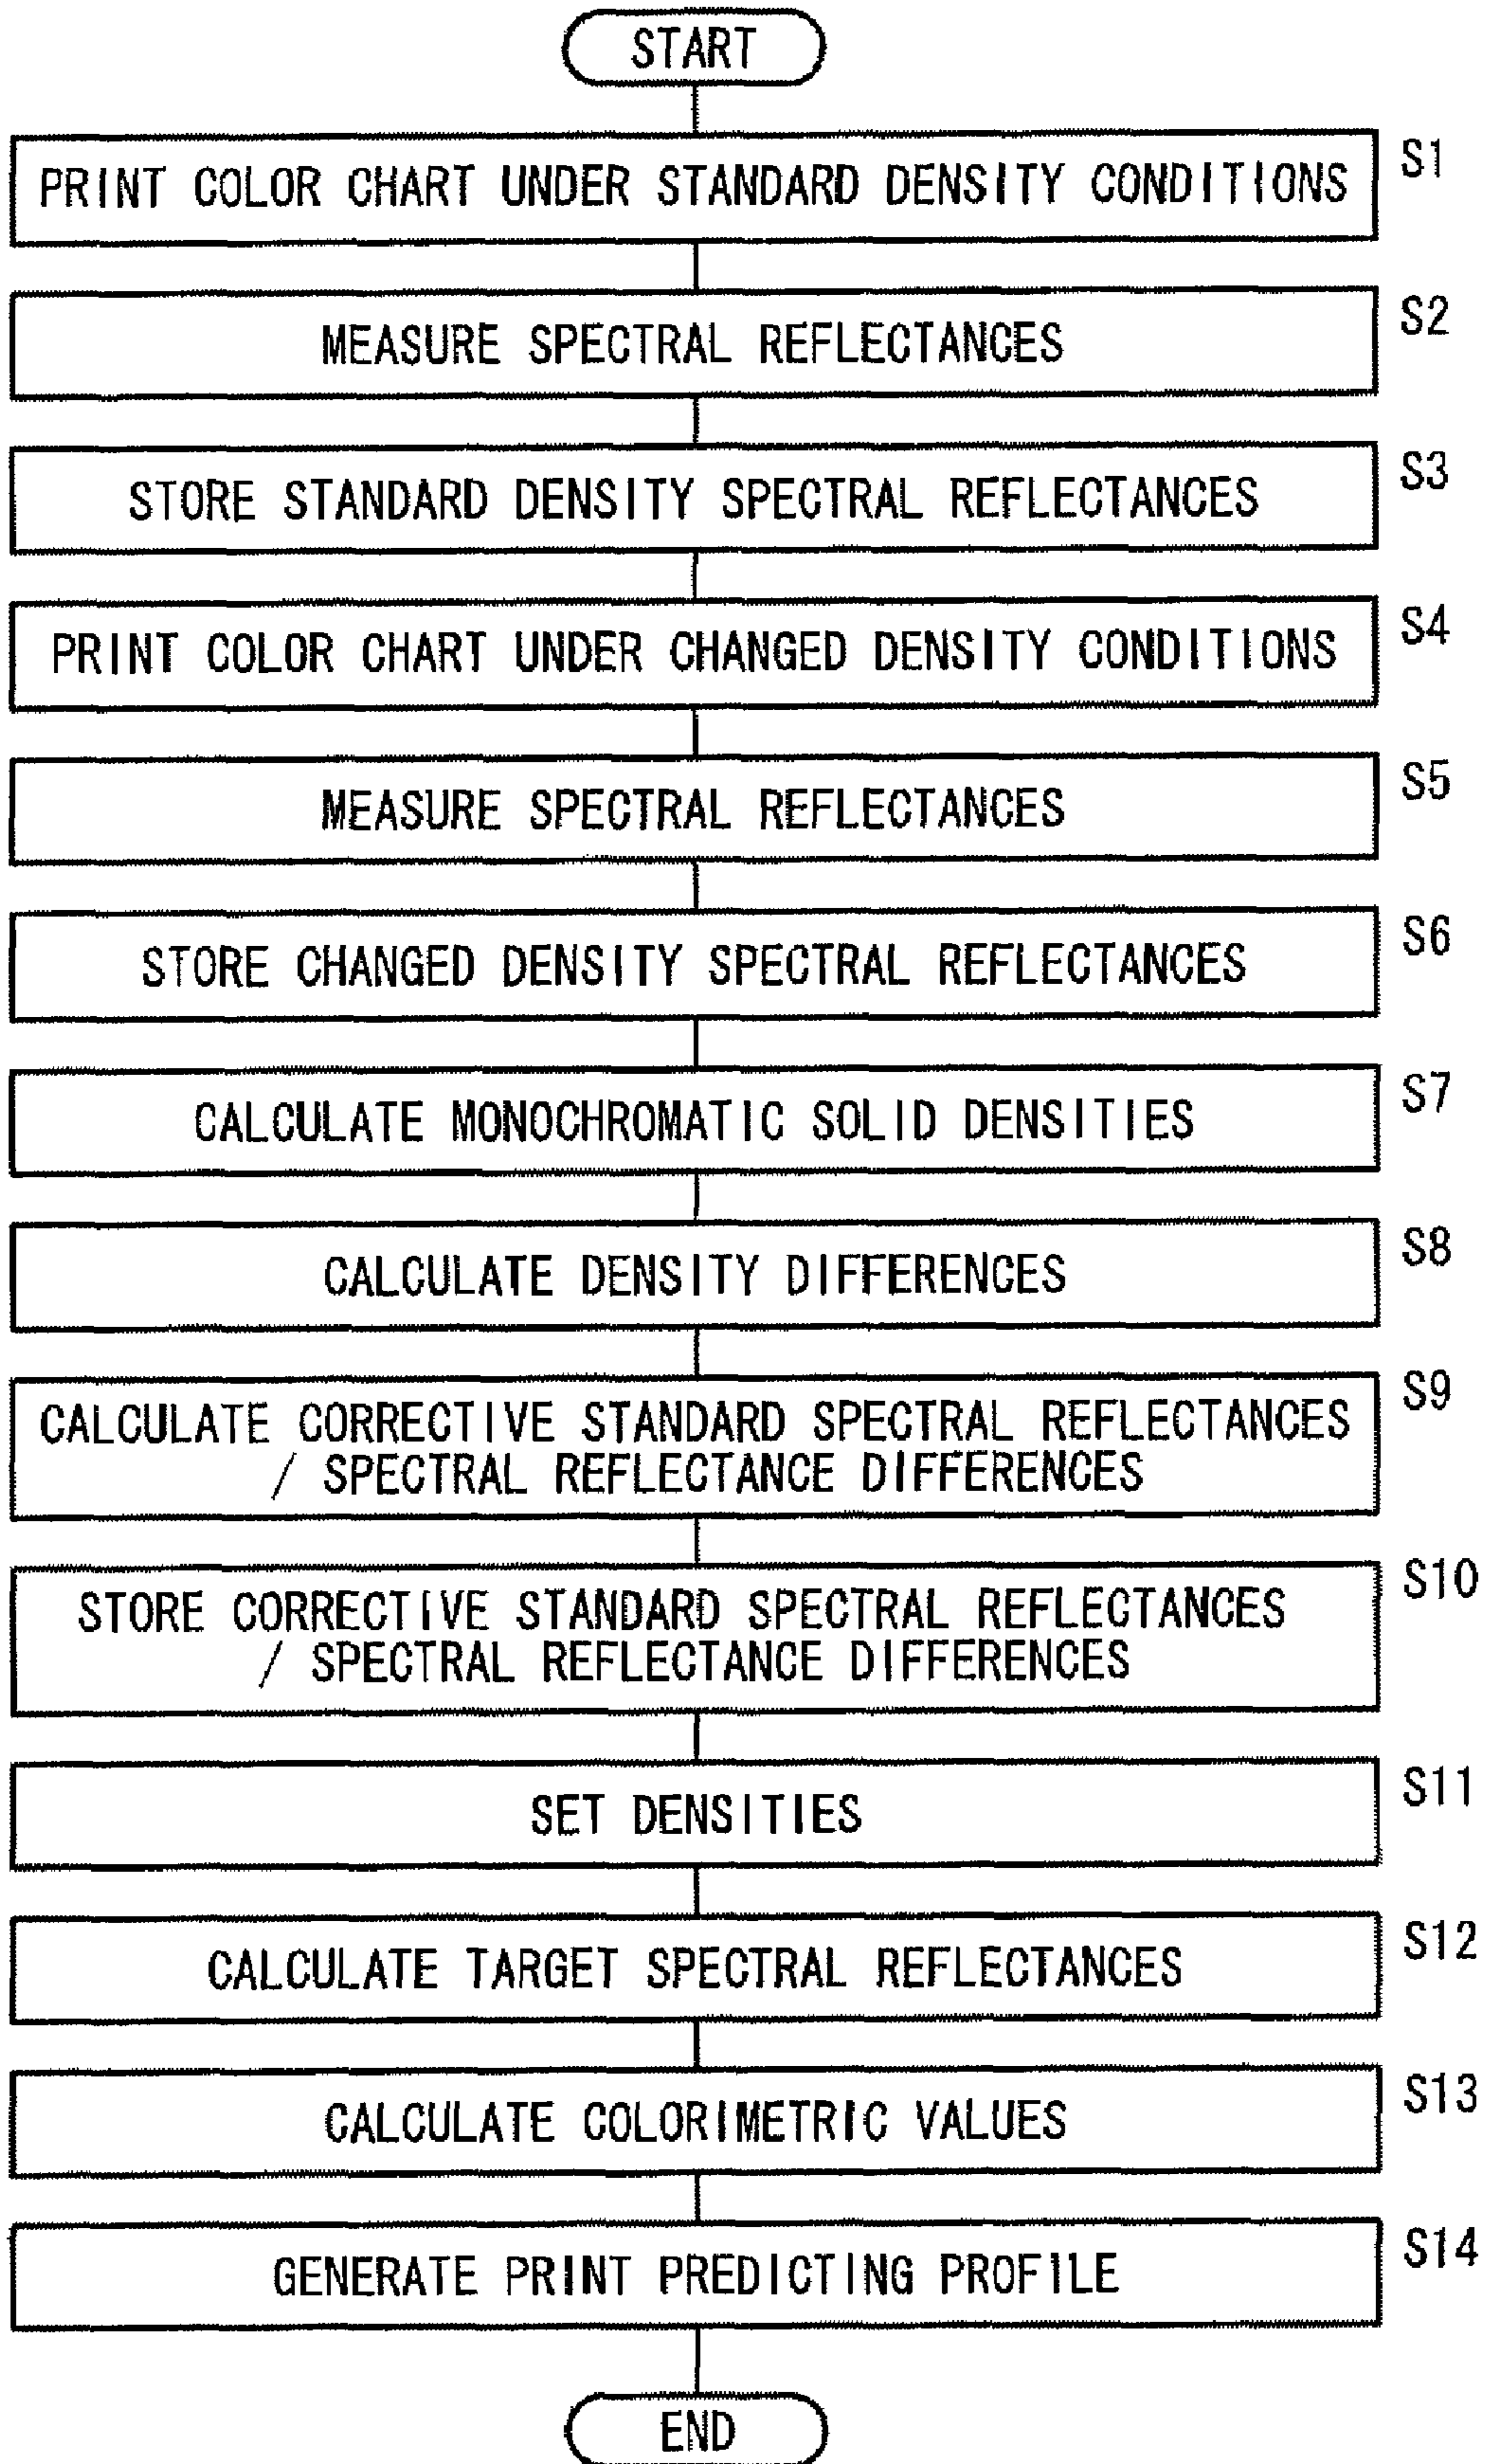 START
PRINT COLOR CHART UNDER STANDARD DENSITY CONDITIONS S1
MEASURE SPECTRAL REFLECTANCES S2
STORE STANDARD DENSITY SPECTRAL REFLECTANCES S3
PRINT COLOR CHART UNDER CHANGED DENSITY CONDITIONS S4
MEASURE SPECTRAL REFLECTANCES S5
STORE CHANGED DENSITY SPECTRAL REFLECTANCES S6
CALCULATE MONOCHROMATIC SOLID DENSITIES S7
CALCULATE DENSITY DIFFERENCES S8
CALCULATE CORRECTIVE STANDARD SPECTRAL REFLECTANCES S9
/ SPECTRAL REFLECTANCE DIFFERENCES
STORE CORRECTIVE STANDARD SPECTRAL REFLECTANCES S10
/ SPECTRAL REFLECTANCE DIFFERENCES
SET DENSITIES S11
CALCULATE TARGET SPECTRAL REFLECTANCES S12
CALCULATE COLORIMETRIC VALUES S13
GENERATE PRINT PREDICTING PROFILE S14
END